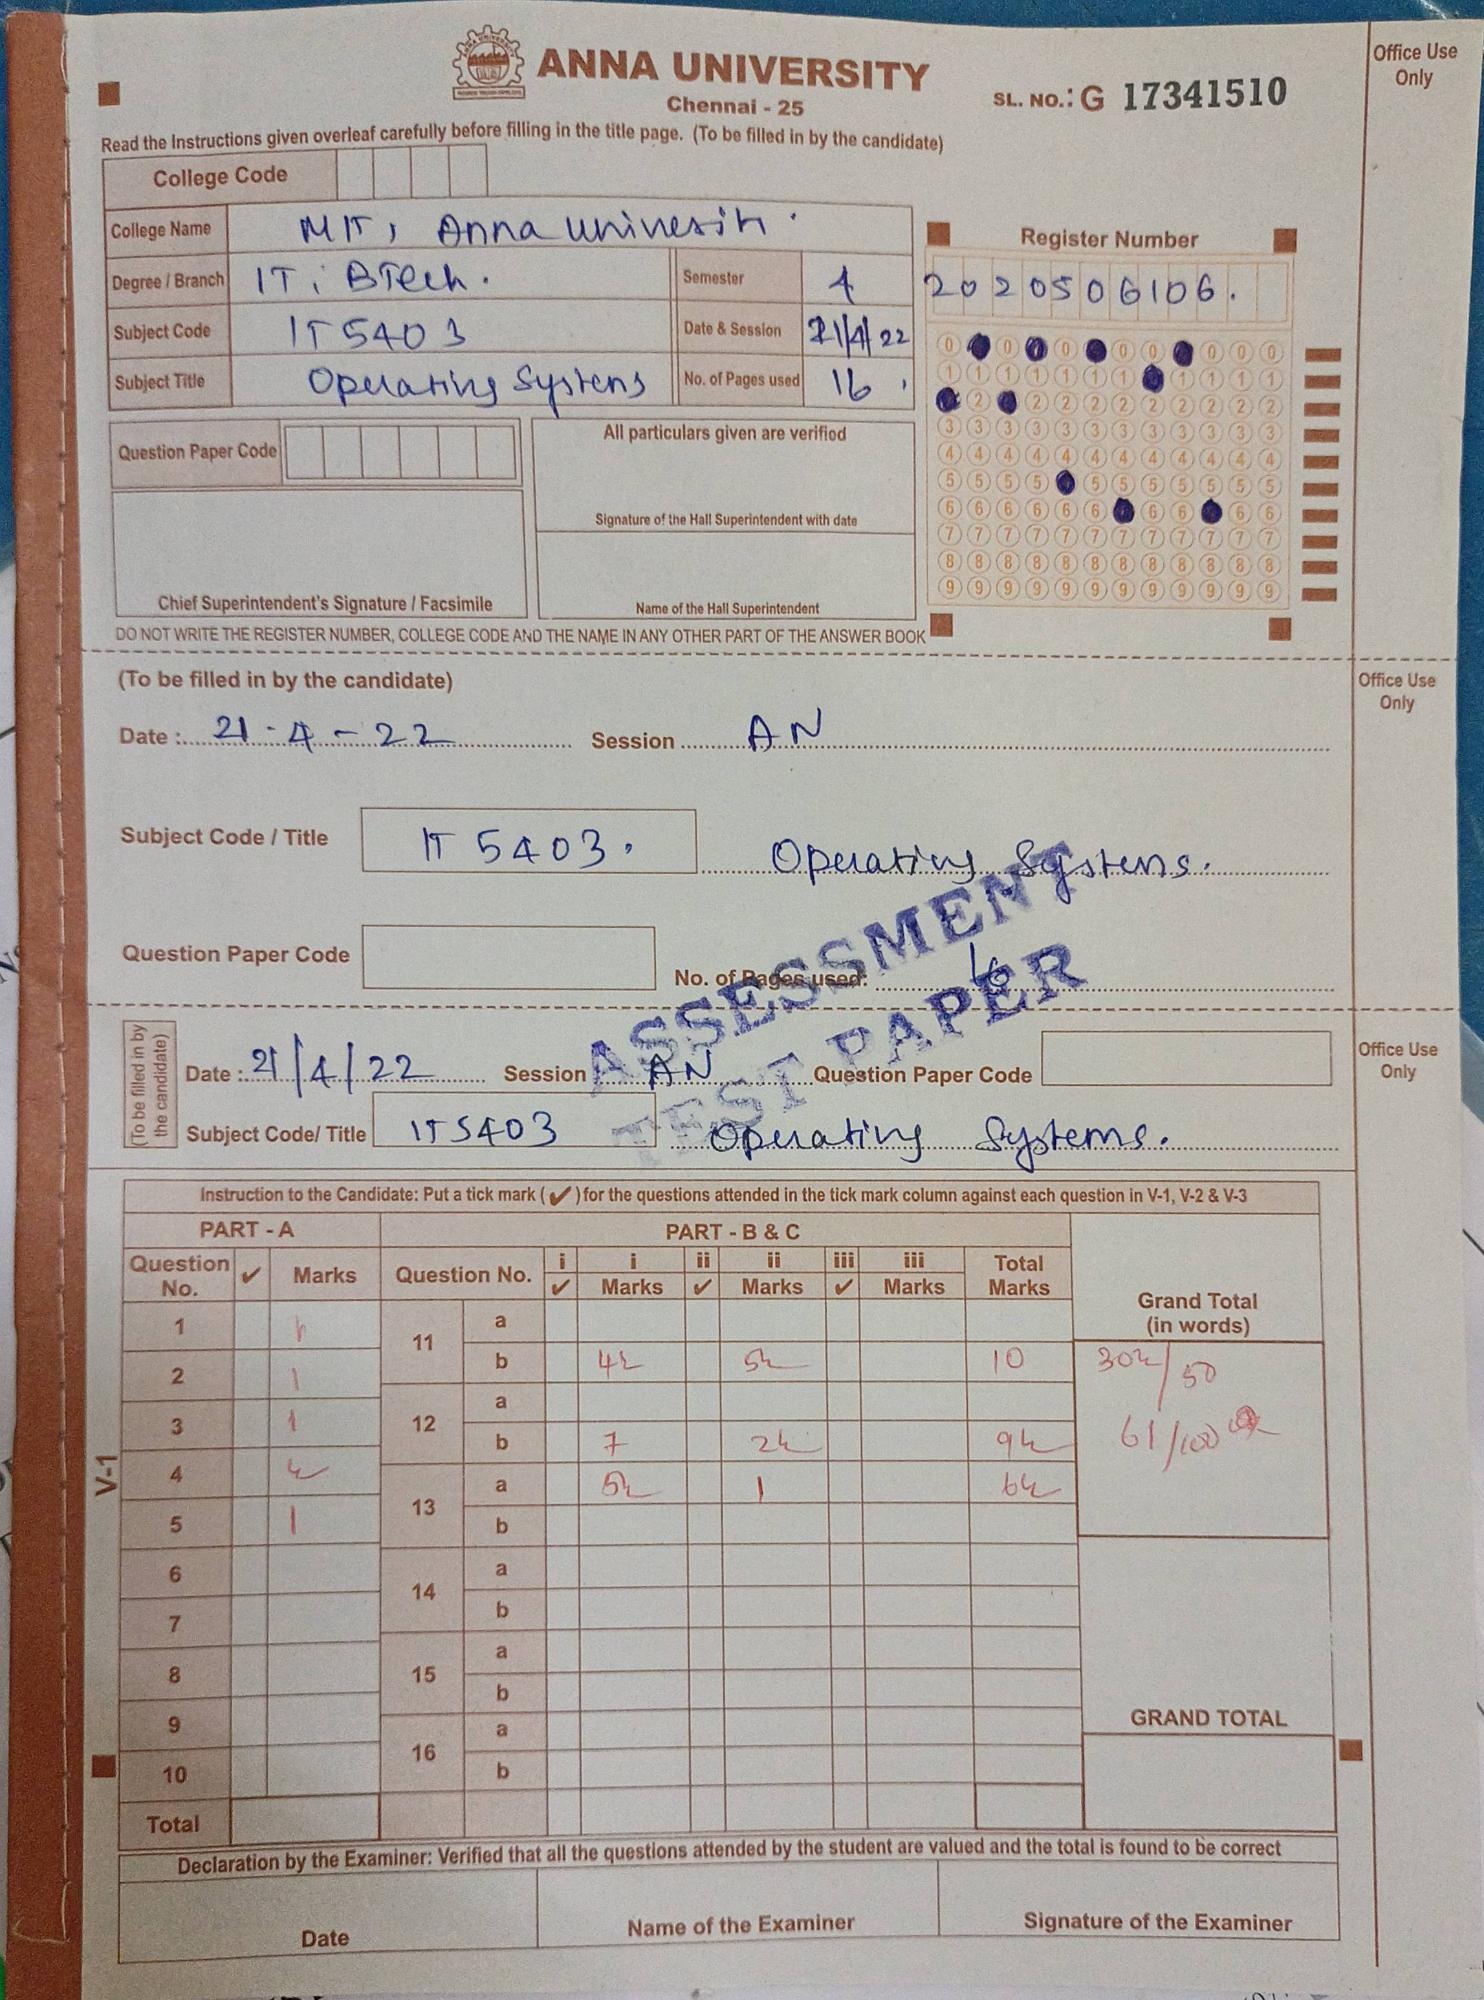 ANNA UNIVERSITY
Chennai - 25
SL. NO.: G 17341510
Office Use Only
Read the Instructions given overleaf carefully before filling in the title page. (To be filled in by the candidate)
College Code
College Name MIT, Anna
Degree / Branch IT, BTech. Semester 4
Subject Code IT5403 Date & Session 21/4/22
Subject Title Operating Systems No. of Pages used 16
Register Number
2020506106.
0 0 0 0 0 0 0 0
1 1 1 1 1 1 1 1 1 1 1
2 2 2 2 2 2 2 2 2 2
3 3 3 3 3 3 3 3 3 3 3 3
4 4 4 4 4 4 4 4 4 4 4 4
5 5 5 5 5 5 5 5 5 5 5
6 6 6 6 6 6 6 6 6 6
7 7 7 7 7 7 7 7 7 7 7 7
8 8 8 8 8 8 8 8 8 8 8 8
9 9 9 9 9 9 9 9 9 9 9 9
Question Paper Code
All particulars given are verified
Signature of the Hall Superintendent with date
Chief Superintendent's Signature / Facsimile
Name of the Hall Superintendent
DO NOT WRITE THE REGISTER NUMBER, COLLEGE CODE AND THE NAME IN ANY OTHER PART OF THE ANSWER BOOK
(To be filled in by the candidate)
Office Use Only
Date : 21-4-22 Session AN
Subject Code / Title IT 5403. Operating Systems.
Question Paper Code
No. of Pages used: 16
ASSESSMENT
TEST PAPER
(To be filled in by the candidate)
Date : 21/4/22 Session AN Question Paper Code
Office Use Only
Subject Code/ Title IT5403 Operating Systems.
Instruction to the Candidate: Put a tick mark (✓) for the questions attended in the tick mark column against each question in V-1, V-2 & V-3
V-1
PART - A PART - B & C
Question No. ✓ Marks Question No. i ✓ i Marks ii ✓ ii Marks iii ✓ iii Marks Total Marks
Grand Total (in words)
1 11 a
2 1 b 4½ 5½ 10
30½/50
3 1 12 a
b 7 2½ 9½
61/100
4 ½ 13 a 5½ 1 6½
5 1 b
6 14 a
7 b
8 15 a
b
9 16 a
10 b
GRAND TOTAL
Total
Declaration by the Examiner: Verified that all the questions attended by the student are valued and the total is found to be correct
Date
Name of the Examiner
Signature of the Examiner